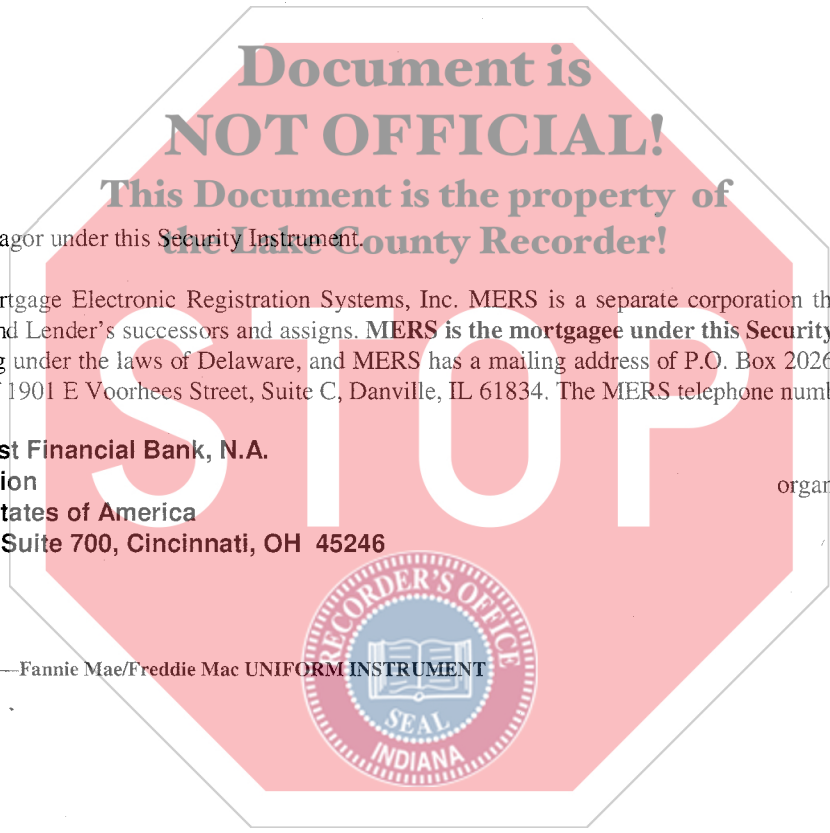 Document is
NOT OFFICIAL!
This Document is the property of
the Lake County Recorder!
agor under this Security Instrument.
rtgage Electronic Registration Systems, Inc. MERS is a separate corporation th
nd Lender's successors and assigns. MERS is the mortgagee under this Security
g under the laws of Delaware, and MERS has a mailing address of P.O. Box 2026
1901 E Voorhees Street, Suite C, Danville, IL 61834. The MERS telephone numb
STOP
st Financial Bank, N.A.
ion organ
tates of America
Suite 700, Cincinnati, OH 45246
RECORDER'S OFFICE
SEAL
INDIANA
—Fannie Mae/Freddie Mac UNIFORM INSTRUMENT